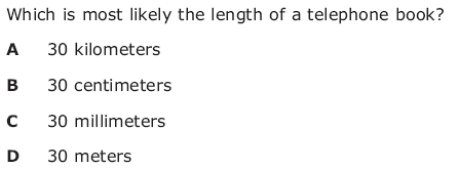 Which is most likely the length of a telephone book?
A 30 kilometers
B 30 centimeters
C 30 millimeters
D 30 meters